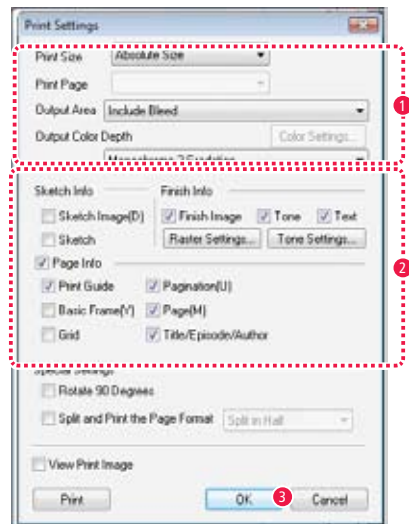 Print Settings
Print Size Absolute Size
Print Page
Output Area Include Bleed
1
Output Color Depth Color Settings...
Monochrome 2 Gradation
Sketch Info Finish Info
Sketch Image(D) Finish Image Tone Text
Sketch Raster Settings... Tone Settings...
Page Info
2
Print Guide Pagination(U)
Basic Frame(Y) Page(M)
Grid Title/Episode/Author
Special Settings
Rotate 90 Degrees
Split and Print the Page Format Split in Half
View Print Image
Print OK 3 Cancel